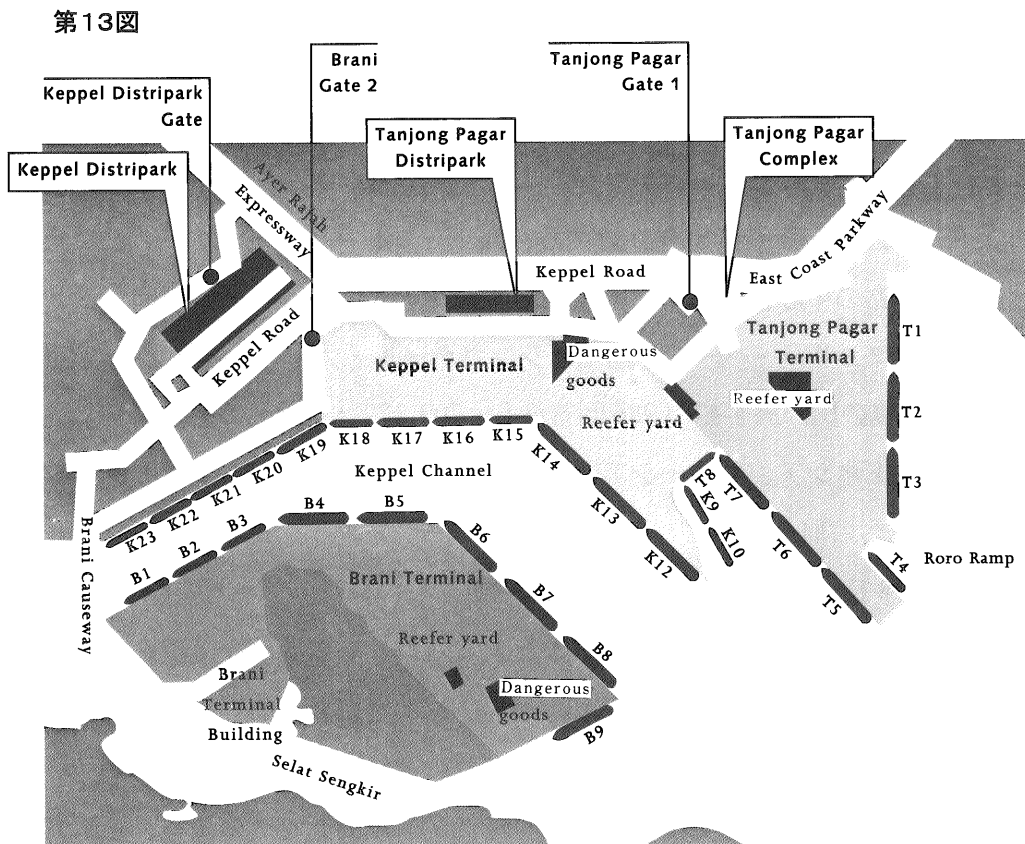 第13図
Brani
Gate 2
Tanjong Pagar
Gate 1
Keppel Distripark
Gate
Tanjong Pagar
Distripark
Tanjong Pagar
Complex
Keppel Distripark
Ayer Rajah
Expressway
Keppel Road
East Coast Parkway
Keppel Road
Tanjong Pagar
Terminal
Keppel Terminal
Dangerous
goods
Reefer yard
Reefer yard
T1
T2
T3
T4
T5
T6
T7
T8
K9
K10
K12
K13
K14
K15
K16
K17
K18
K19
K20
K21
K22
K23
Keppel Channel
Roro Ramp
Brani Causeway
B1
B2
B3
B4
B5
B6
B7
B8
B9
Brani Terminal
Reefer yard
Dangerous
goods
Brani
Terminal
Building
Selat Sengkir